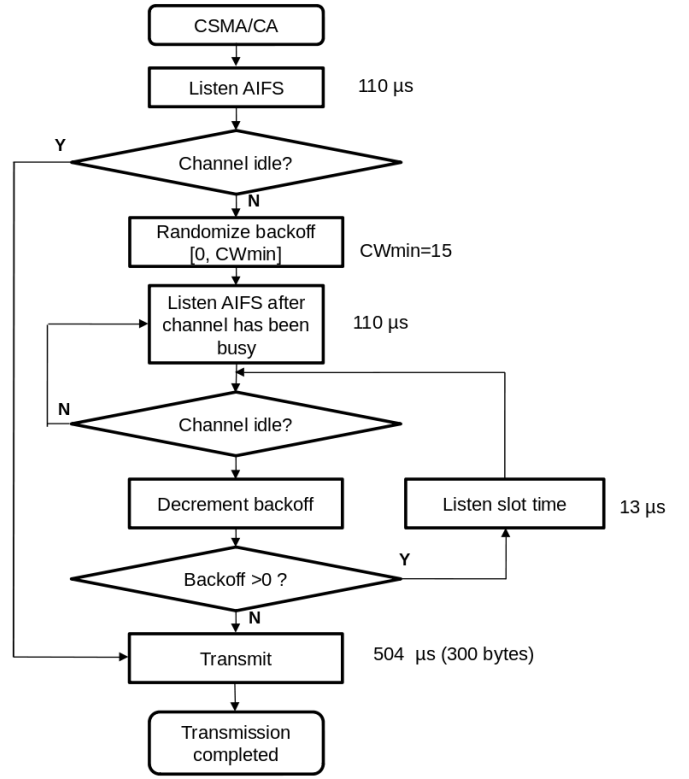 CSMA/CA
Listen AIFS
110 µs
Y
Channel idle?
N
Randomize backoff
[0, CWmin]
CWmin=15
Listen AIFS after
channel has been
busy
110 µs
N
Channel idle?
Decrement backoff
Listen slot time
13 µs
Y
Backoff >0 ?
N
Transmit
504 µs (300 bytes)
Transmission
completed